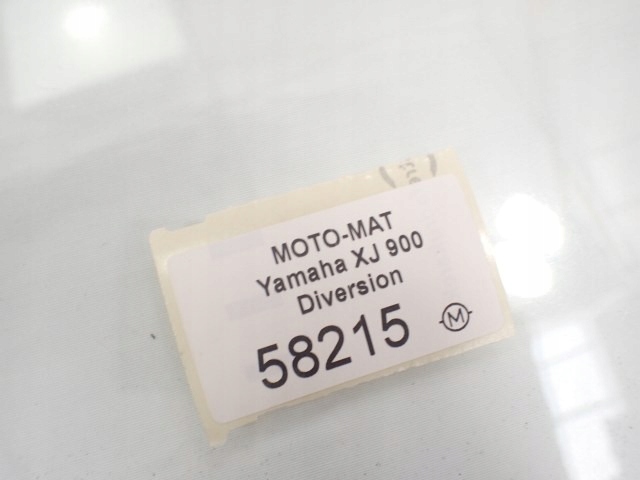 MOTO-MAT
Yamaha XJ 900
Diversion
58215
M